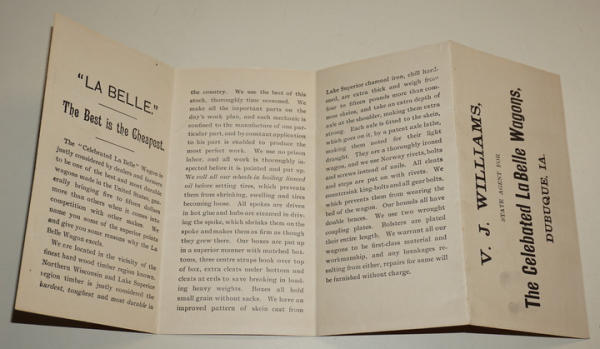 "LA BELLE."
The Best is the Cheapest.
The "Celebrated La Belle" Wagon is
justly considered by dealers and farmers
to be one of the best and most durable
wagons made in the United States, gen-
erally bringing five to fifteen dollars
more than others when it comes into
competition with other makes. We
name you some of the superior points
and give you some reasons why the La
Belle Wagon excels.
We are located in the vicinity of the
finest hard wood timber region known.
Northern Wisconsin and Lake Superior
region timber is justly considered the
hardest, toughest and most durable in
the country. We use the best of this
stock, thoroughly time seasoned. We
make all the important parts on the
day's work plan, and each mechanic is
confined to the manufacture of one par-
ticular part, and by constant application
to his part is enabled to produce the
most perfect work. We use no prison
labor, and all work is thoroughly in-
spected before it is painted and put up.
We roll all our wheels in boiling linseed
oil before setting tires, which prevents
them from shrinking, swelling and tires
becoming loose. All spokes are driven
in hot glue and hubs are steamed in driv-
ing the spoke, which shrinks them on the
spoke and makes them as firm as though
they grew there. Our boxes are put up
in a superior manner with matched bot-
toms, three centre straps hook over top
of box, extra cleats under bottom and
cleats at ends to save breaking in load-
ing heavy weights. Boxes all hold
small grain without sacks. We have an
improved pattern of skein cast from
Lake Superior charcoal iron, chill hard-
ened, are extra thick and weigh from
four to fifteen pounds more than com-
mon skeins, and take an extra depth of
axle at the shoulder, making them extra
strong. Each axle is fitted to the skein,
which goes on it, by a patent axle lathe,
making them noted for their light
draught. They are a thoroughly ironed
wagon, and we use Norway rivets, bolts
and screws instead of nails. All cleats
and steps are put on with rivets. We
countersink king-bolts and all gear bolts,
which prevents them from wearing the
bed of the wagon. Our hounds all have
double braces. We use two wrought
coupling plates. Bolsters are plated
their entire length. We warrant all our
wagons to be first-class material and
workmanship, and any breakages re-
sulting from either, repairs for same will
be furnished without charge.
V. J. WILLIAMS,
STATE AGENT FOR
The Celebrated La Belle Wagons,
DUBUQUE, IA.